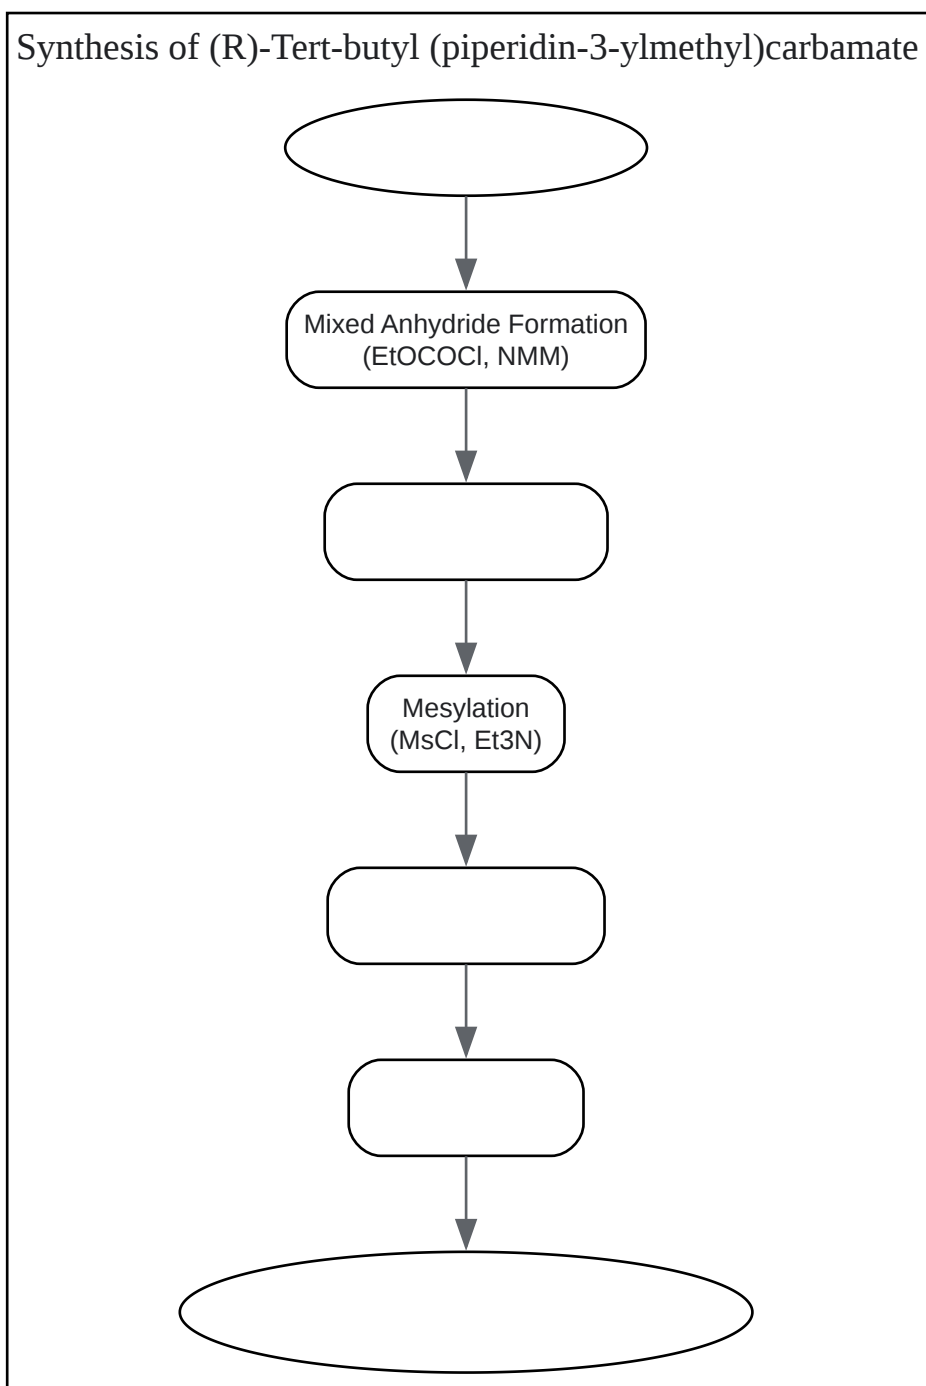 Synthesis of (R)-Tert-butyl (piperidin-3-ylmethyl)carbamate
Mixed Anhydride Formation
(EtOCOCl, NMM)
Mesylation
(MsCl, Et3N)